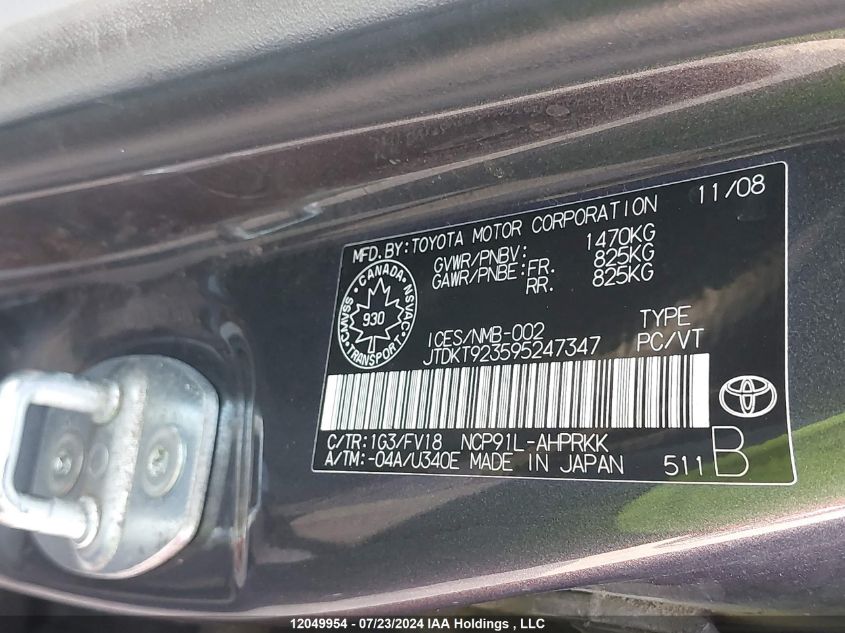 MFD. BY: TOYOTA MOTOR CORPORATION 11/08
GVWR/PNBV: 1470KG
GAWR/PNBE: FR. 825KG
RR. 825KG
CANADA
CMVSS NSVAC
930
TRANSPORT
ICES/NMB-002 TYPE
JTDKT923595247347 PC/VT
C/TR: 1G3/FV18 NCP91L-AHPRKK
A/TM: -04A/U340E MADE IN JAPAN 511 B
12049954 - 07/23/2024 IAA Holdings , LLC